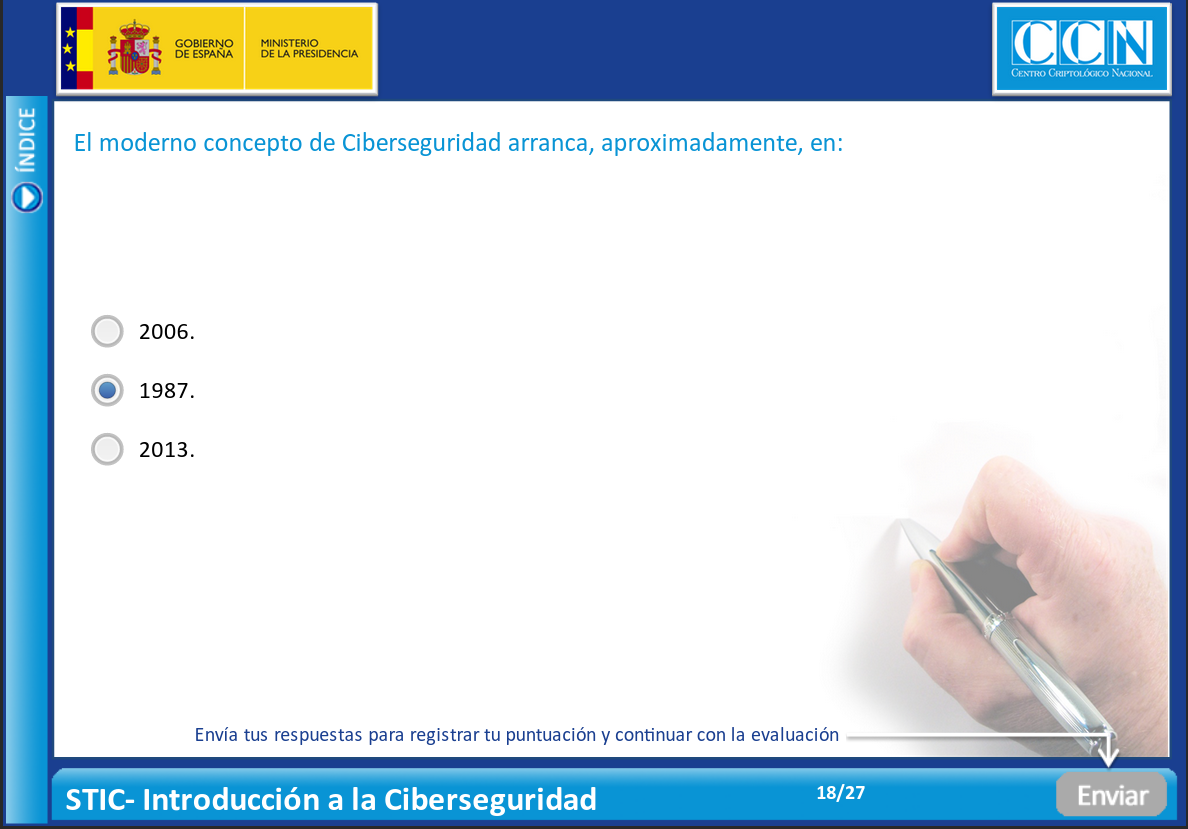 GOBIERNO
DE ESPAÑA
MINISTERIO
DE LA PRESIDENCIA
CCN
CENTRO CRIPTOLÓGICO NACIONAL
ÍNDICE
El moderno concepto de Ciberseguridad arranca, aproximadamente, en:
2006.
1987.
2013.
Envía tus respuestas para registrar tu puntuación y continuar con la evaluación
STIC- Introducción a la Ciberseguridad
18/27
Enviar